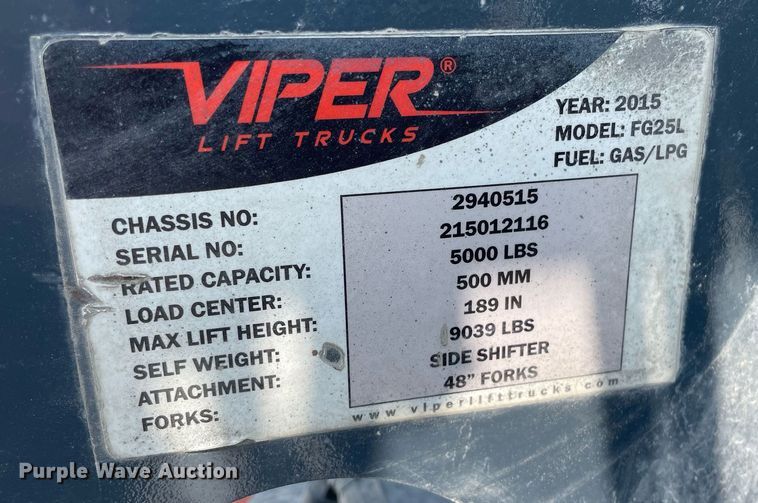 VIPER®
LIFT TRUCKS
YEAR: 2015
MODEL: FG25L
FUEL: GAS/LPG
CHASSIS NO: 2940515
SERIAL NO: 215012116
RATED CAPACITY: 5000 LBS
LOAD CENTER: 500 MM
MAX LIFT HEIGHT: 189 IN
SELF WEIGHT: 9039 LBS
ATTACHMENT: SIDE SHIFTER
FORKS: 48" FORKS
www.viperlifttrucks.com
Purple Wave Auction